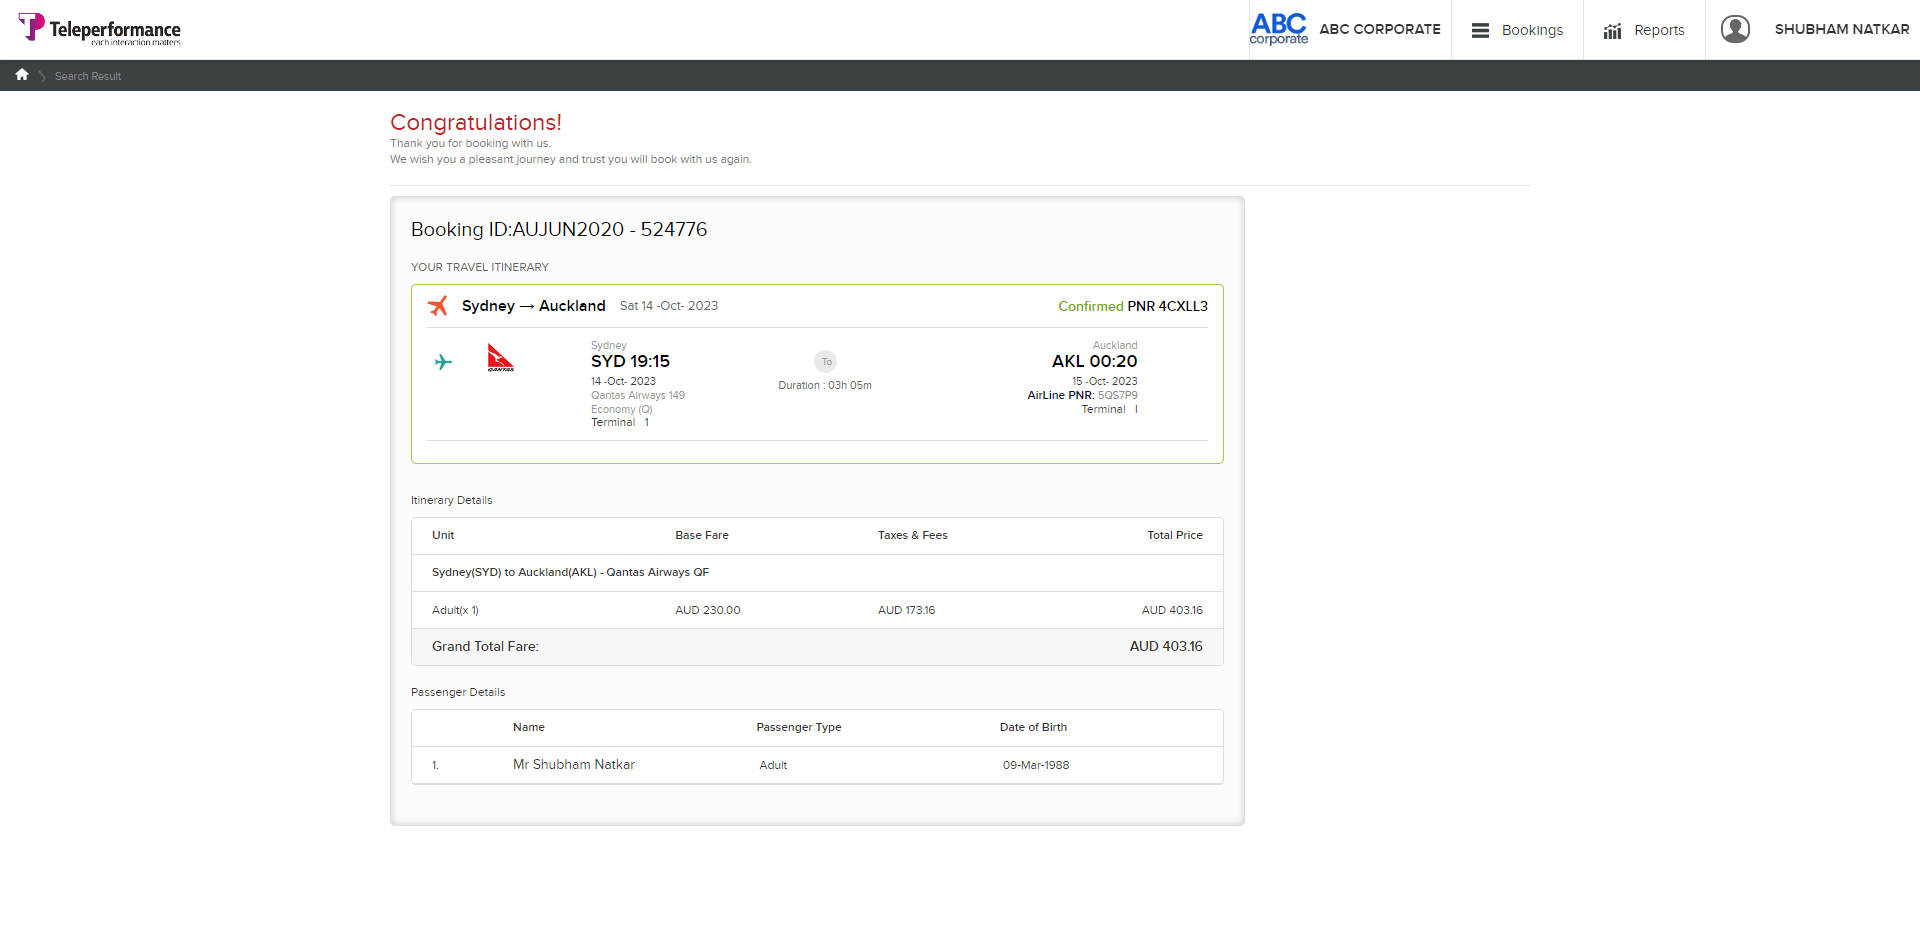 Teleperformance
each interaction matters
ABC
corporate
ABC CORPORATE
Bookings
Reports
SHUBHAM NATKAR
Search Result
Congratulations!
Thank you for booking with us.
We wish you a pleasant journey and trust you will book with us again.
Booking ID:AUJUN2020 - 524776
YOUR TRAVEL ITINERARY
Sydney → Auckland Sat 14 -Oct- 2023 Confirmed PNR 4CXLL3
QANTAS
Sydney
SYD 19:15
14 -Oct- 2023
Qantas Airways 149
Economy (Q)
Terminal 1
To
Duration : 03h 05m
Auckland
AKL 00:20
15 -Oct- 2023
AirLine PNR: 5QS7P9
Terminal I
Itinerary Details
Unit Base Fare Taxes & Fees Total Price
Sydney(SYD) to Auckland(AKL) - Qantas Airways QF
Adult(x 1) AUD 230.00 AUD 173.16 AUD 403.16
Grand Total Fare: AUD 403.16
Passenger Details
Name Passenger Type Date of Birth
1. Mr Shubham Natkar Adult 09-Mar-1988